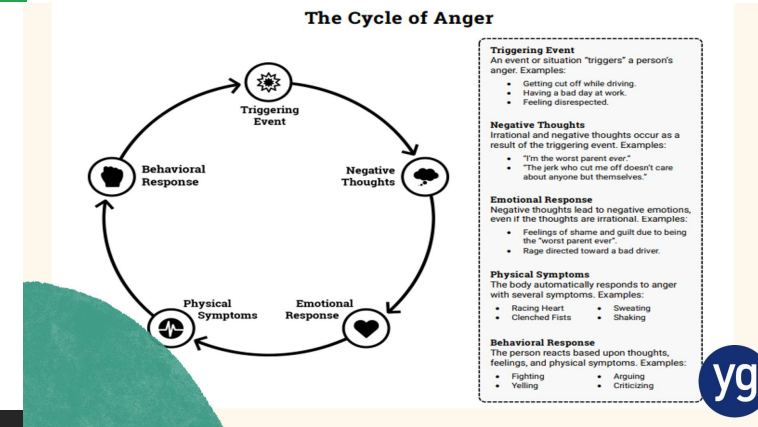 The Cycle of Anger
Triggering
Event
Negative
Thoughts
Emotional
Response
Physical
Symptoms
Behavioral
Response
Triggering Event
An event or situation "triggers" a person's
anger. Examples:
• Getting cut off while driving.
• Having a bad day at work.
• Feeling disrespected.
Negative Thoughts
Irrational and negative thoughts occur as a
result of the triggering event. Examples:
• "I'm the worst parent ever."
• "The jerk who cut me off doesn't care
about anyone but themselves."
Emotional Response
Negative thoughts lead to negative emotions,
even if the thoughts are irrational. Examples:
• Feelings of shame and guilt due to being
the "worst parent ever".
• Rage directed toward a bad driver.
Physical Symptoms
The body automatically responds to anger
with several symptoms. Examples:
• Racing Heart • Sweating
• Clenched Fists • Shaking
Behavioral Response
The person reacts based upon thoughts,
feelings, and physical symptoms. Examples:
• Fighting • Arguing
• Yelling • Criticizing
yg